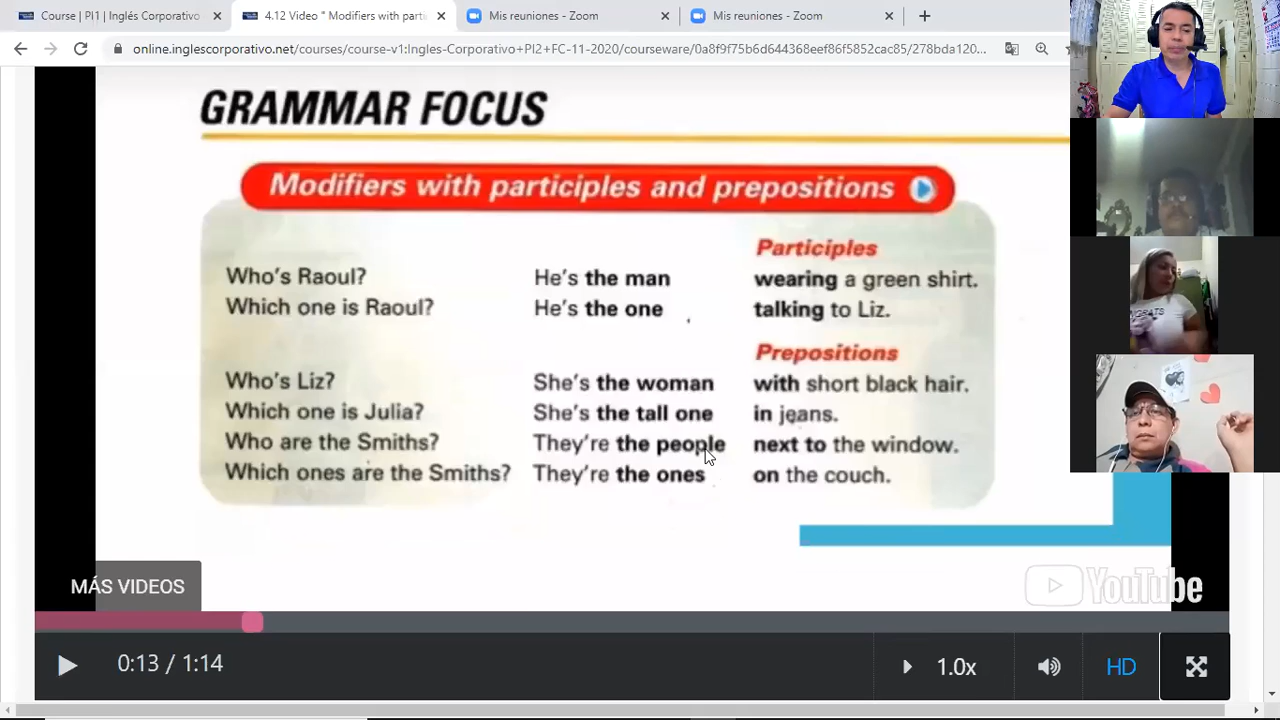 Course | PI1 | Inglés Corporativo
4.12 Video " Modifiers with parti
Mis reuniones - Zoom
Mis reuniones - Zoom
online.inglescorporativo.net/courses/course-v1:Ingles-Corporativo+PI2+FC-11-2020/courseware/0a8f9f75b6d64368eef86f5852cac8f7278bda120...
GRAMMAR FOCUS
Modifiers with participles and prepositions
Participles
Who's Raoul? He's the man wearing a green shirt.
Which one is Raoul? He's the one talking to Liz.
Prepositions
Who's Liz? She's the woman with short black hair.
Which one is Julia? She's the tall one in jeans.
Who are the Smiths? They're the people next to the window.
Which ones are the Smiths? They're the ones on the couch.
MÁS VIDEOS
YouTube
0:13 / 1:14
1.0x
HD